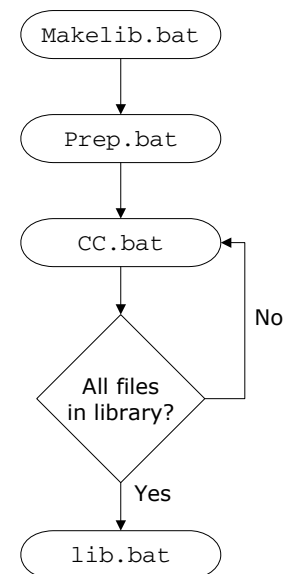 Makelib.bat
Prep.bat
CC.bat
No
All files
in library?
Yes
lib.bat